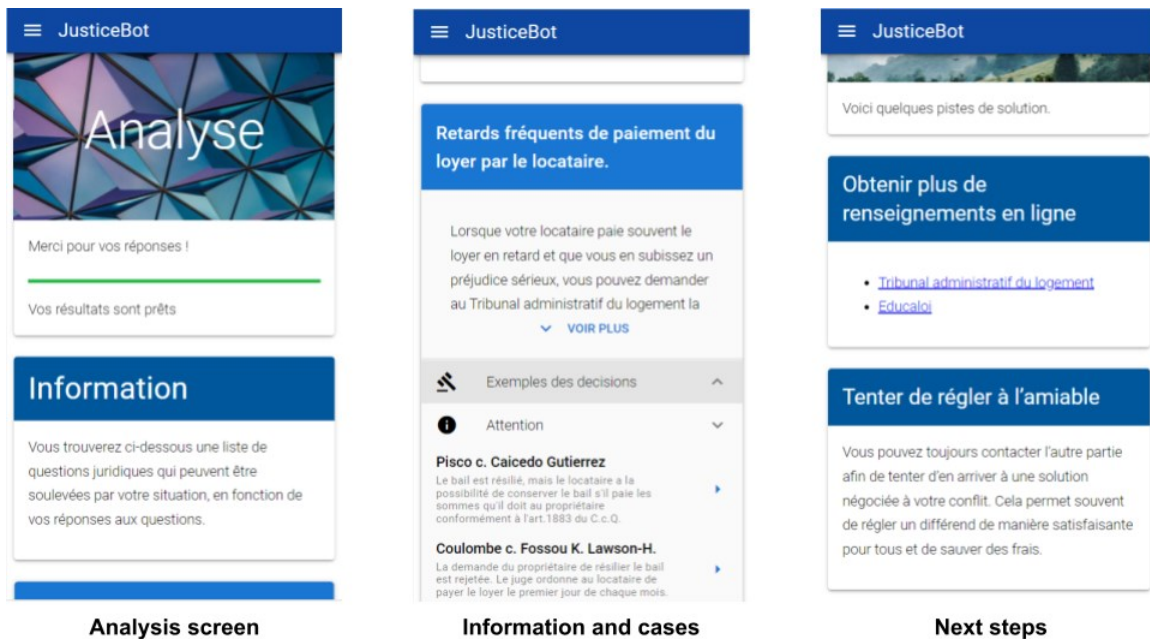 JusticeBot
Analyse
Merci pour vos réponses !
Vos résultats sont prêts
Information
Vous trouverez ci-dessous une liste de
questions juridiques qui peuvent être
soulevées par votre situation, en fonction de
vos réponses aux questions.
Analysis screen
JusticeBot
Retards fréquents de paiement du
loyer par le locataire.
Lorsque votre locataire paie souvent le
loyer en retard et que vous en subissez un
préjudice sérieux, vous pouvez demander
au Tribunal administratif du logement la
VOIR PLUS
Exemples des decisions
Attention
Pisco c. Caicedo Gutierrez
Le bail est résilié, mais le locataire a la
possibilité de conserver le bail s'il paie les
sommes qu'il doit au propriétaire
conformément à l'art.1883 du C.c.Q.
Coulombe c. Fossou K. Lawson-H.
La demande du propriétaire de résilier le bail
est rejetée. Le juge ordonne au locataire de
payer le loyer le premier jour de chaque mois.
Information and cases
JusticeBot
Voici quelques pistes de solution.
Obtenir plus de
renseignements en ligne
Tribunal administratif du logement
Educaloi
Tenter de régler à l'amiable
Vous pouvez toujours contacter l'autre partie
afin de tenter d'en arriver à une solution
négociée à votre conflit. Cela permet souvent
de régler un différend de manière satisfaisante
pour tous et de sauver des frais.
Next steps